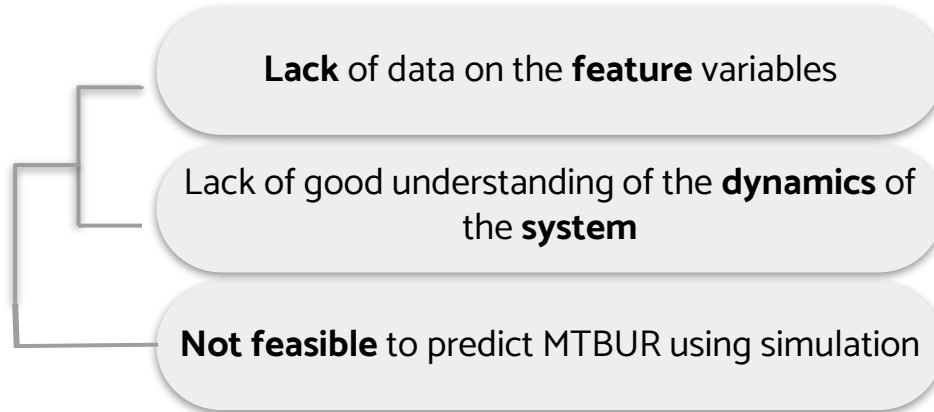 Lack of data on the feature variables
Lack of good understanding of the dynamics of
the system
Not feasible to predict MTBUR using simulation